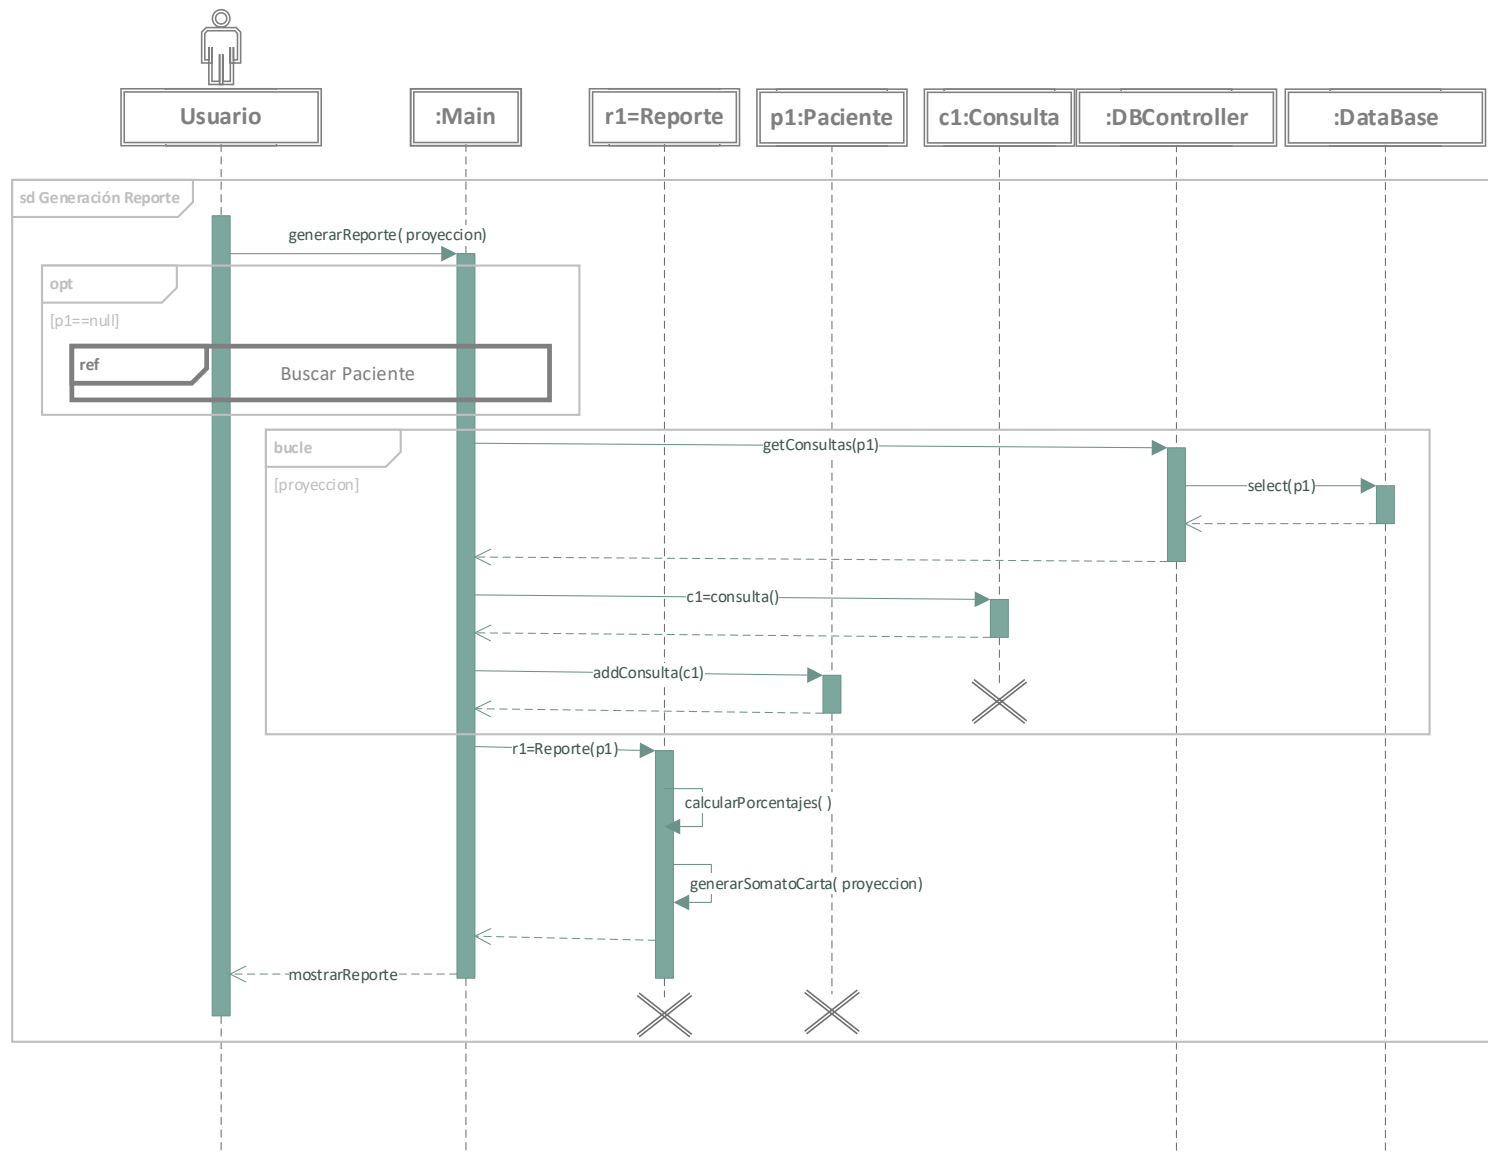 Usuario
:Main
r1=Reporte
p1:Paciente
c1:Consulta
:DBController
:DataBase
sd Generación Reporte
generarReporte( proyeccion)
opt
[p1==null]
ref
Buscar Paciente
bucle
getConsultas(p1)
[proyeccion]
select(p1)
c1=consulta()
addConsulta(c1)
r1=Reporte(p1)
calcularPorcentajes( )
generarSomatoCarta( proyeccion)
mostrarReporte